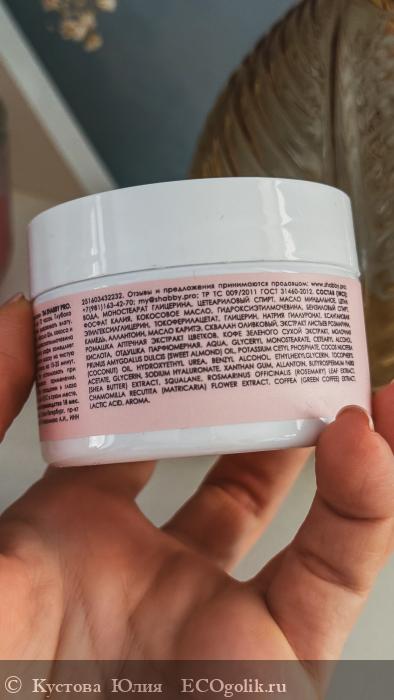 251603432232. Отзывы и предложения принимаются продавцом: www.shabby.pro;
+7(981)163-42-70; my@shabby.pro; ТР ТС 009/2011 ГОСТ 31460-2012. СОСТАВ (INCI):
ВОДА, МОНОСТЕАРАТ ГЛИЦЕРИНА, ЦЕТЕАРИЛОВЫЙ СПИРТ, МАСЛО МИНДАЛЬНОЕ, ЦЕТИЛ
ФОСФАТ КАЛИЯ, КОКОСОВОЕ МАСЛО, ГИДРОКСИЭТИЛМОЧЕВИНА, БЕНЗИЛОВЫЙ СПИРТ,
ЭТИЛГЕКСИЛГЛИЦЕРИН, ТОКОФЕРИЛАЦЕТАТ, ГЛИЦЕРИН, НАТРИЯ ГИАЛУРОНАТ, КСАНТАНОВАЯ
КАМЕДЬ, АЛЛАНТОИН, МАСЛО КАРИТЭ, СКВАЛАН ОЛИВКОВЫЙ, ЭКСТРАКТ ЛИСТЬЕВ РОЗМАРИНА,
РОМАШКА АПТЕЧНАЯ ЭКСТРАКТ ЦВЕТКОВ, КОФЕ ЗЕЛЕНОГО СУХОЙ ЭКСТРАКТ, МОЛОЧНАЯ
КИСЛОТА, ОТДУШКА ПАРФЮМЕРНАЯ. AQUA, GLYCERYL MONOSTEARATE, CETEARYL ALCOHOL,
PRUNUS AMYGDALUS DULCIS (SWEET ALMOND) OIL, POTASSIUM CETYL PHOSPHATE, COCOS NUCIFERA
(COCONUT) OIL, HYDROXYETHYL UREA, BENZYL ALCOHOL, ETHYLHEXYLGLYCERIN, TOCOPHERYL
ACETATE, GLYCERIN, SODIUM HYALURONATE, XANTHAN GUM, ALLANTOIN, BUTYROSPERMUM PARKII
(SHEA BUTTER) EXTRACT, SQUALANE, ROSMARINUS OFFICINALIS (ROSEMARY) LEAF EXTRACT,
CHAMOMILLA RECUTITA (MATRICARIA) FLOWER EXTRACT, COFFEA (GREEN COFFEE) EXTRACT,
LACTIC ACID, AROMA.
© Кустова Юлия ECOgolik.ru